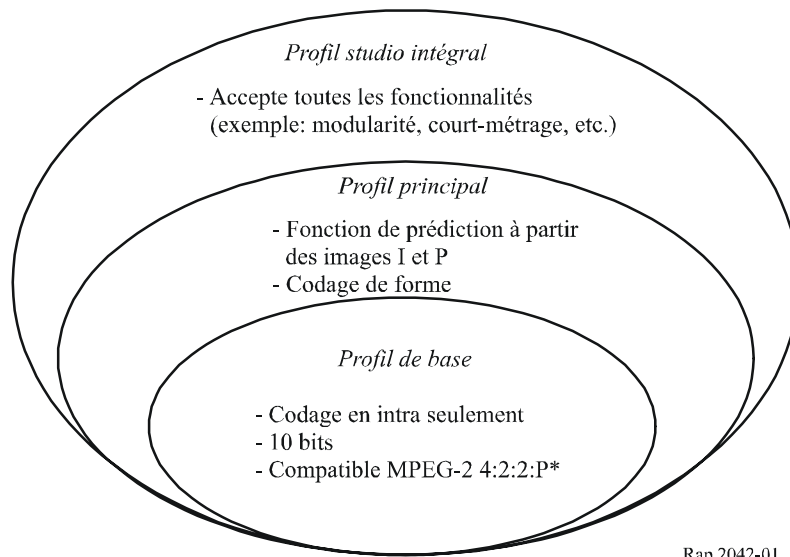 Profil studio intégral
- Accepte toutes les fonctionnalités
(exemple: modularité, court-métrage, etc.)
Profil principal
- Fonction de prédiction à partir
des images I et P
- Codage de forme
Profil de base
- Codage en intra seulement
- 10 bits
- Compatible MPEG-2 4:2:2:P*
Rap 2042-01